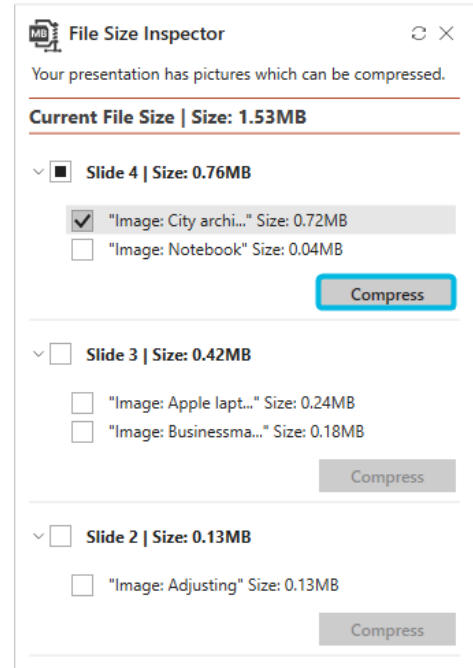 MB File Size Inspector
Your presentation has pictures which can be compressed.
Current File Size | Size: 1.53MB
Slide 4 | Size: 0.76MB
"Image: City archi..." Size: 0.72MB
"Image: Notebook" Size: 0.04MB
Compress
Slide 3 | Size: 0.42MB
"Image: Apple lapt..." Size: 0.24MB
"Image: Businessma..." Size: 0.18MB
Compress
Slide 2 | Size: 0.13MB
"Image: Adjusting" Size: 0.13MB
Compress